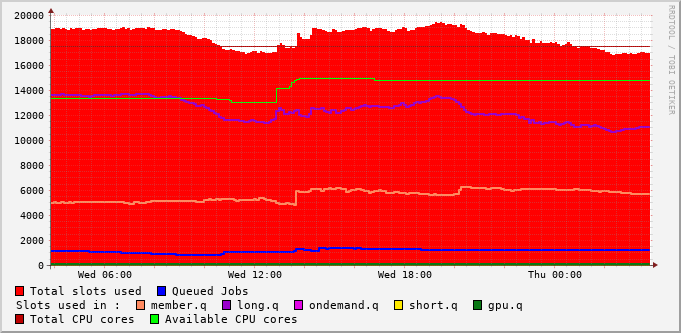 20000
18000
16000
14000
12000
10000
8000
6000
4000
2000
0
Wed 06:00 Wed 12:00 Wed 18:00 Thu 00:00
Total slots used Queued Jobs
Slots used in : member.q long.q ondemand.q short.q gpu.q
Total CPU cores Available CPU cores
RRDTOOL / TOBI OETIKER